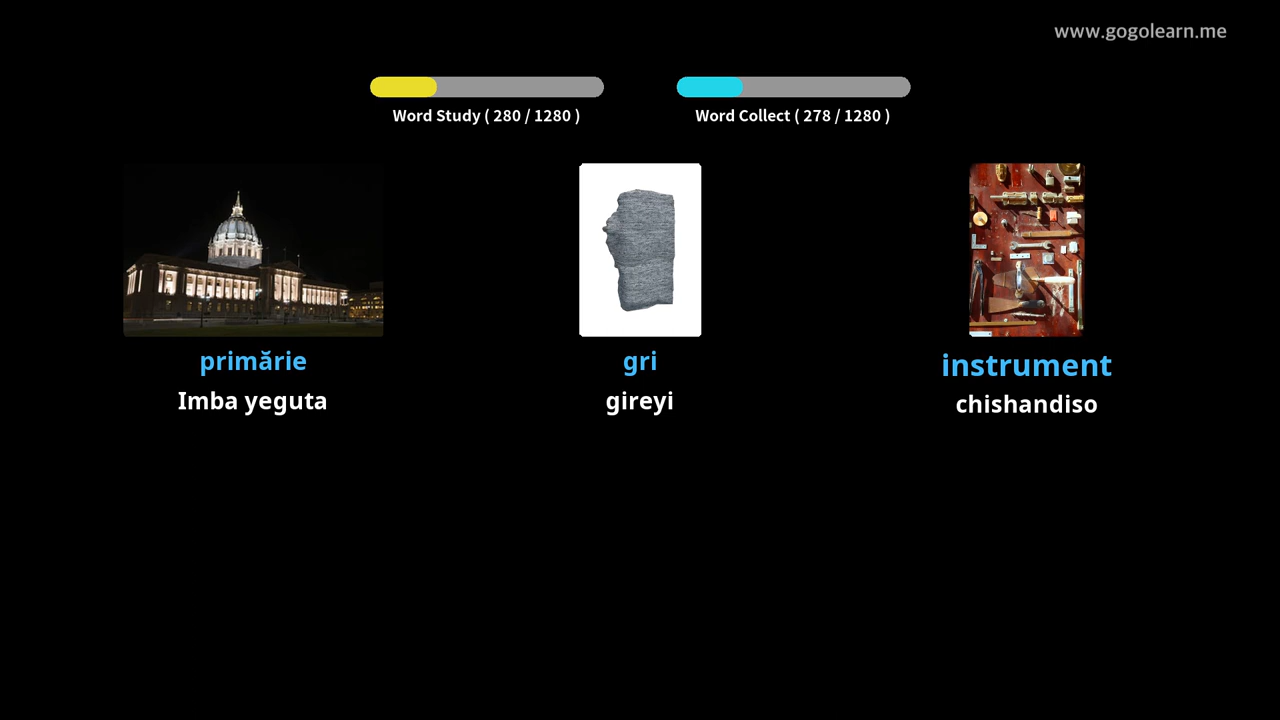 www.gogolearn.me
Word Study ( 280 / 1280 )
Word Collect ( 278 / 1280 )
primărie
Imba yeguta
gri
gireyi
instrument
chishandiso